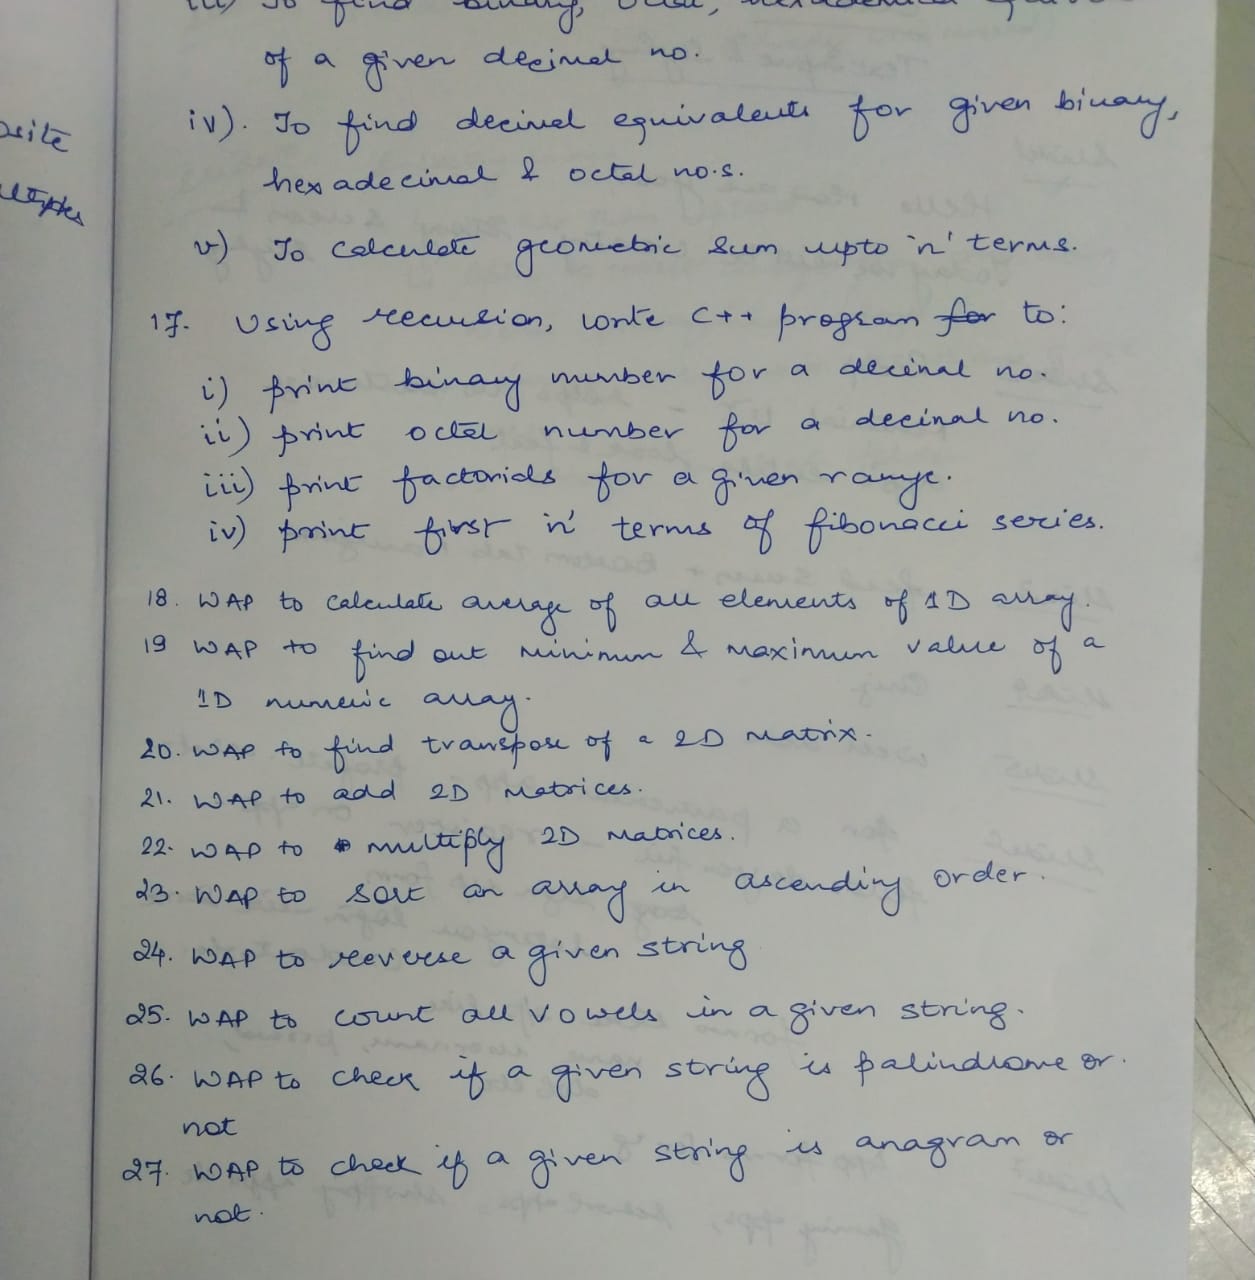 iii) To find binary, octal, hexadecimal
of a given decimal no.
iv). To find decimal equivalents for given binary,
hexadecimal & octal no.s.
v) To calculate geometric sum upto 'n' terms.
17. Using recursion, write C++ program for to:
i) print binary number for a decimal no.
ii) print octal number for a decimal no.
iii) print factorials for a given range.
iv) print first 'n' terms of fibonacci series.
18. WAP to calculate average of all elements of 1D array.
19 WAP to find out minimum & maximum value of a
1D numeric array.
20. WAP to find transpose of a 2D matrix.
21. WAP to add 2D matrices.
22. WAP to multiply 2D matrices.
23. WAP to sort an array in ascending order.
24. WAP to reverse a given string
25. WAP to count all vowels in a given string.
26. WAP to check if a given string is palindrome or.
not
27. WAP to check if a given string is anagram or
not.